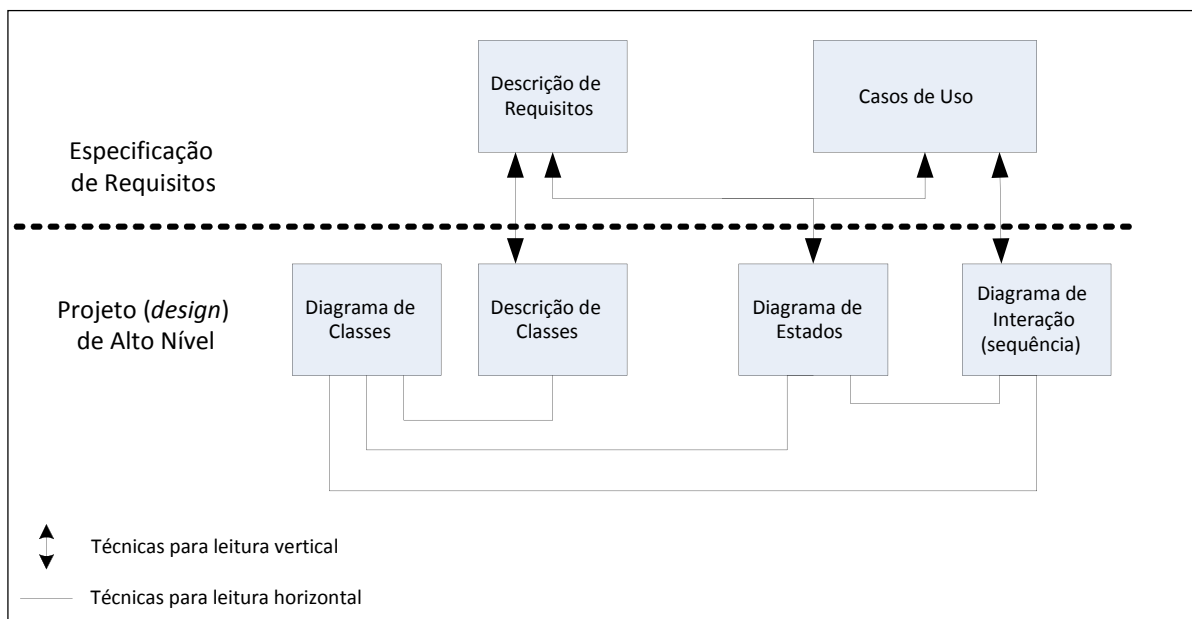 Descrição de
Requisitos
Casos de Uso
Especificação
de Requisitos
Projeto (design)
de Alto Nível
Diagrama de
Classes
Descrição de
Classes
Diagrama de
Estados
Diagrama de
Interação
(sequência)
Técnicas para leitura vertical
Técnicas para leitura horizontal